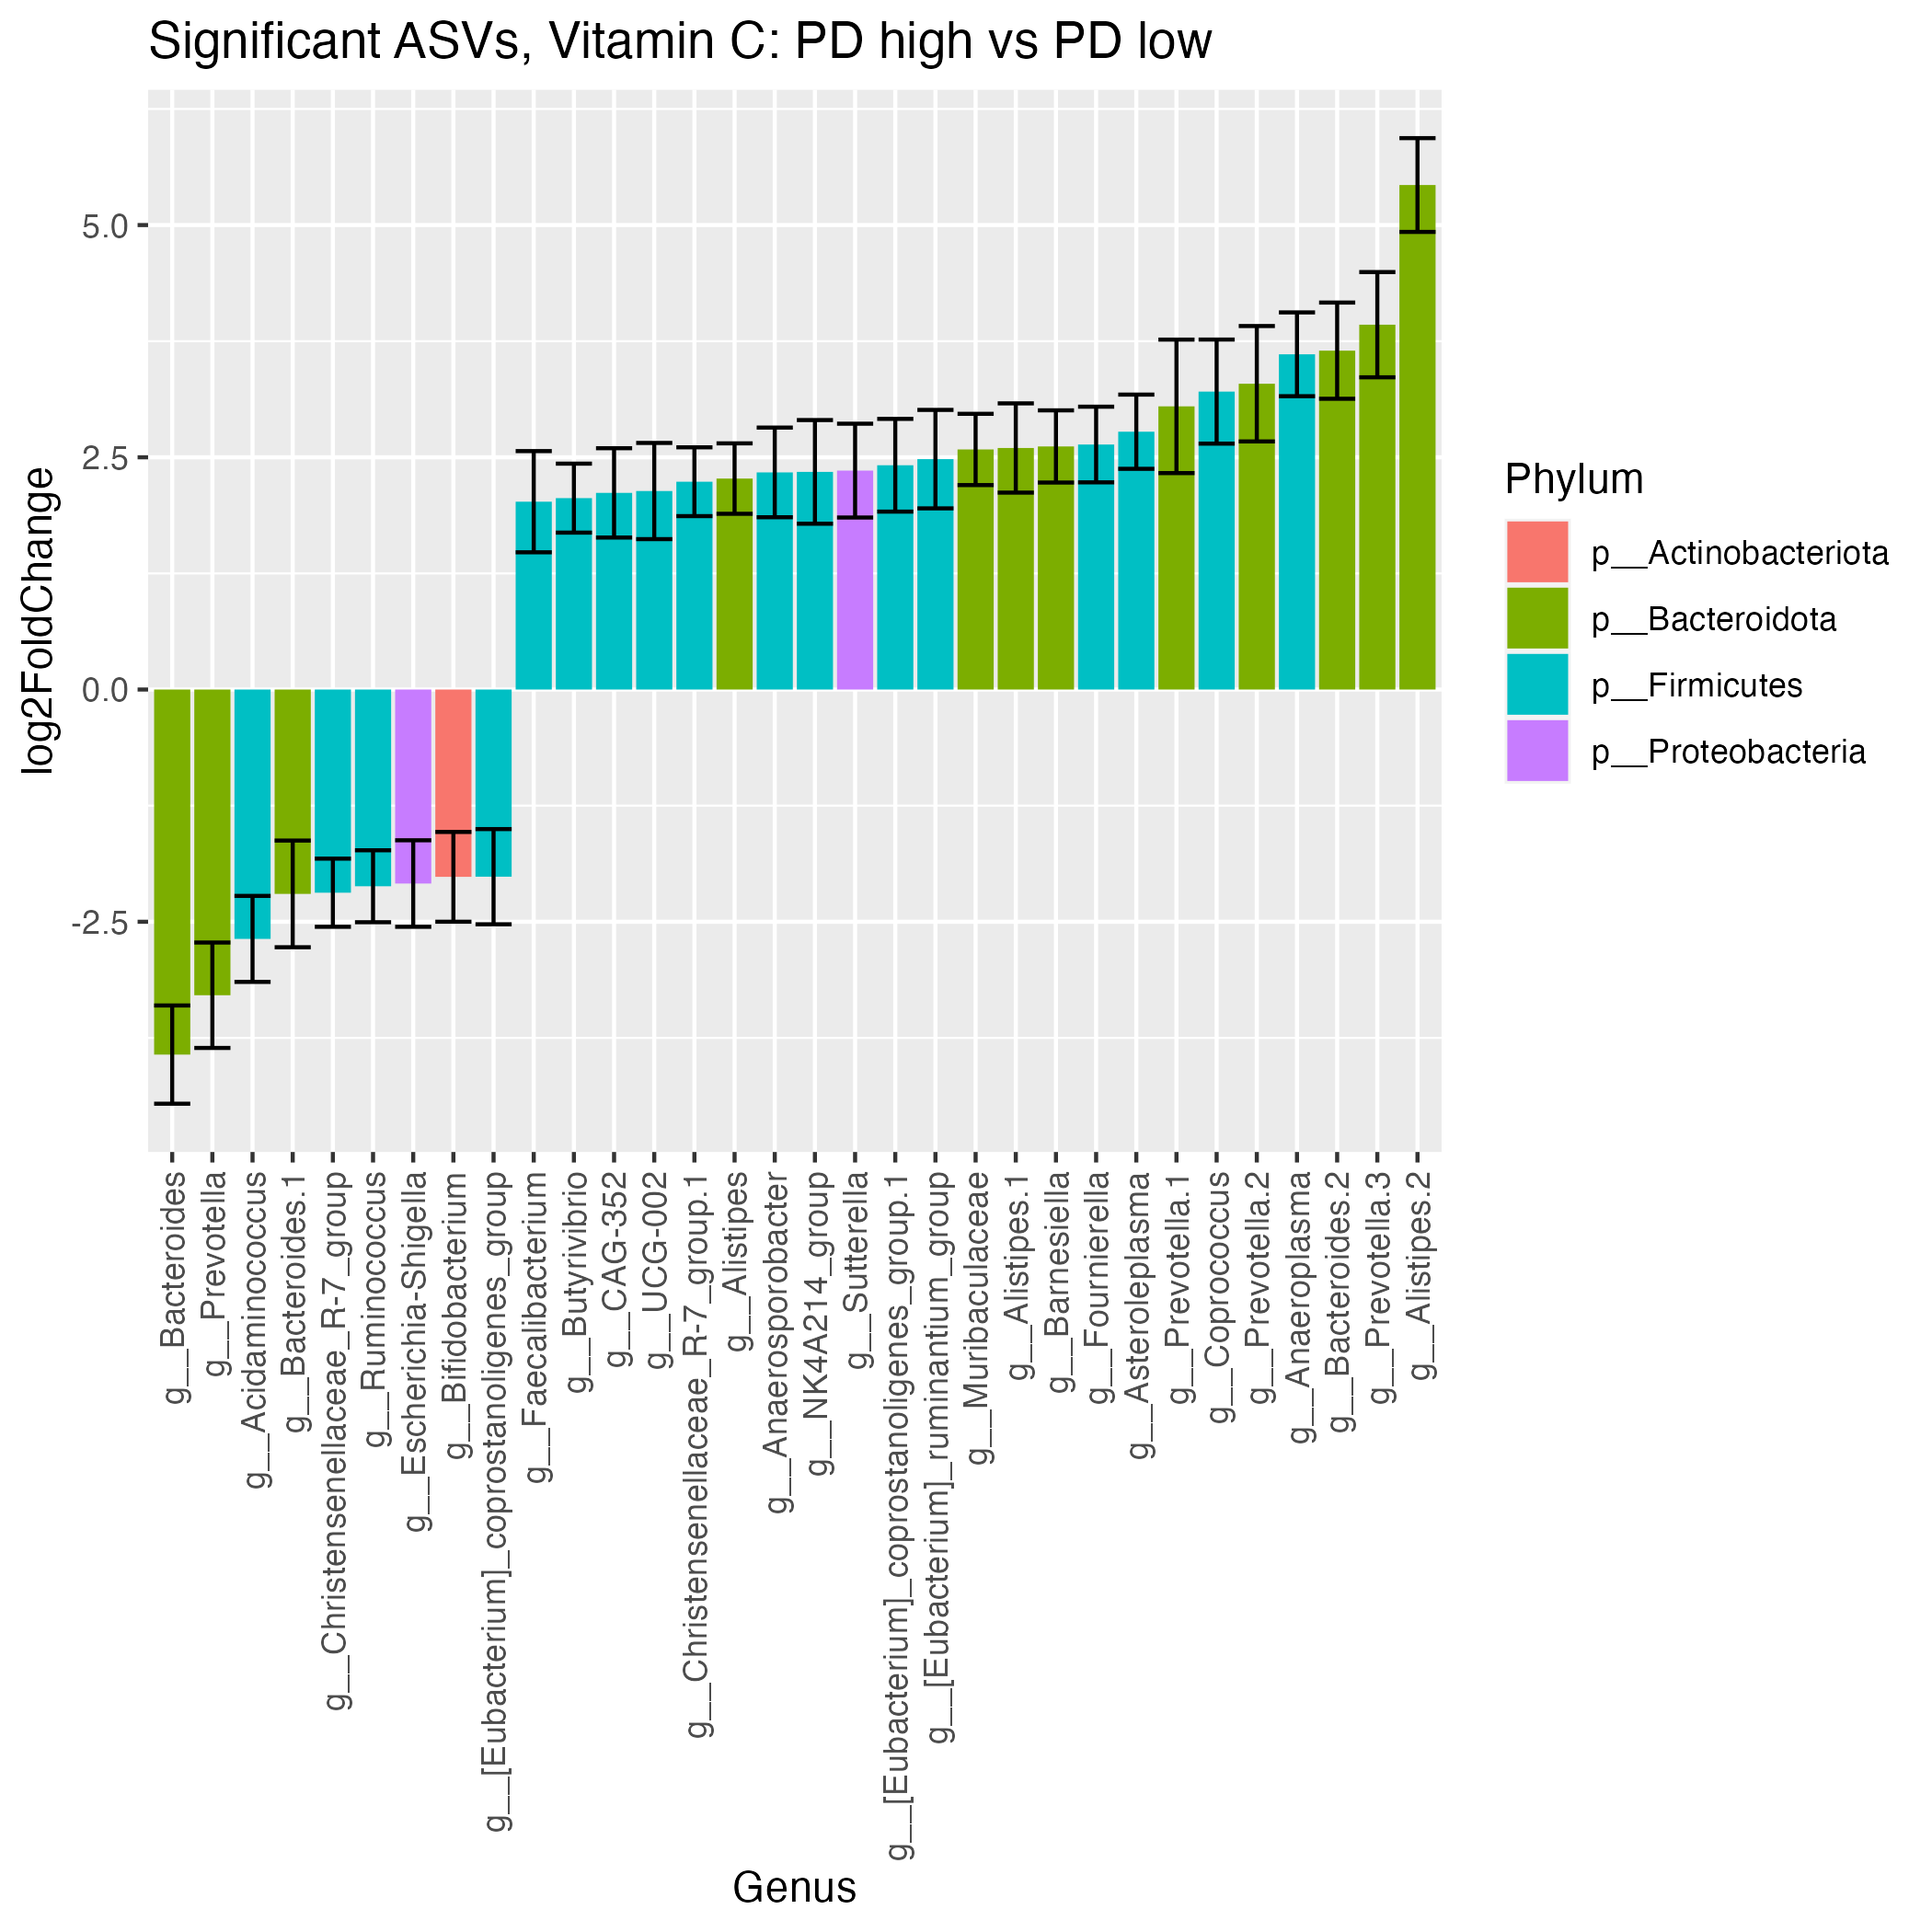 Significant ASVs, Vitamin C: PD high vs PD low
log2FoldChange
5.0
2.5
0.0
-2.5
g__Bacteroides
g__Prevotella
g__Acidaminococcus
g__Bacteroides.1
g__Christensenellaceae_R-7_group
g__Ruminococcus
g__Escherichia-Shigella
g__Bifidobacterium
g__[Eubacterium]_coprostanoligenes_group
g__Faecalibacterium
g__Butyrivibrio
g__CAG-352
g__UCG-002
g__Christensenellaceae_R-7_group.1
g__Alistipes
g__Anaerosporobacter
g__NK4A214_group
g__Sutterella
g__[Eubacterium]_coprostanoligenes_group.1
g__[Eubacterium]_ruminantium_group
g__Muribaculaceae
g__Alistipes.1
g__Barnesiella
g__Fournierella
g__Asteroleplasma
g__Prevotella.1
g__Coprococcus
g__Prevotella.2
g__Anaeroplasma
g__Bacteroides.2
g__Prevotella.3
g__Alistipes.2
Genus
Phylum
p__Actinobacteriota
p__Bacteroidota
p__Firmicutes
p__Proteobacteria